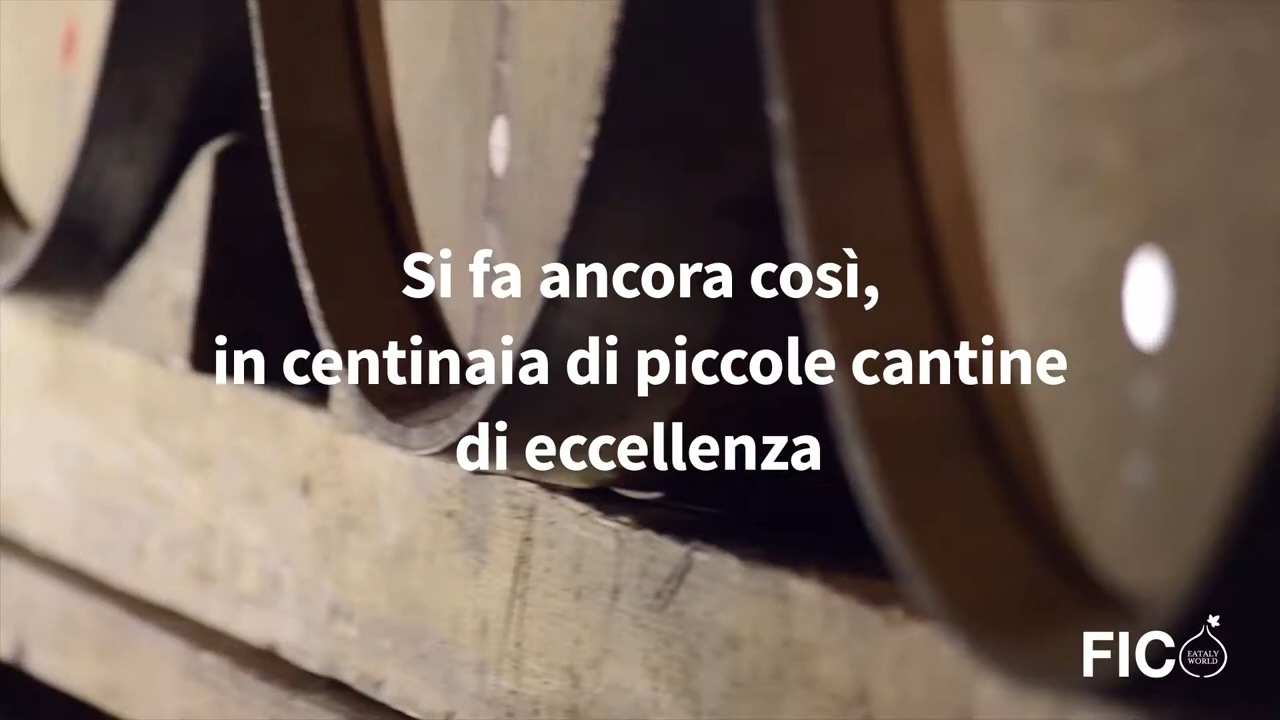 Si fa ancora così,
in centinaia di piccole cantine
di eccellenza
FICO
EATALY
WORLD